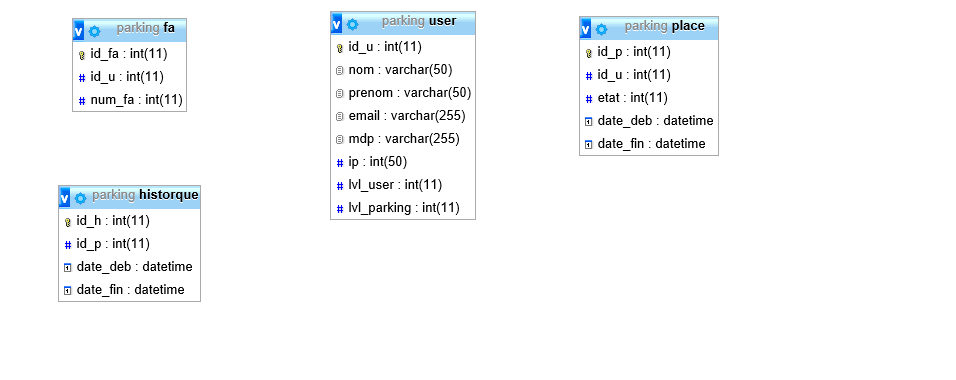 v parking fa
id_fa : int(11)
id_u : int(11)
num_fa : int(11)
v parking user
id_u : int(11)
nom : varchar(50)
prenom : varchar(50)
email : varchar(255)
mdp : varchar(255)
ip : int(50)
lvl_user : int(11)
lvl_parking : int(11)
v parking place
id_p : int(11)
id_u : int(11)
etat : int(11)
date_deb : datetime
date_fin : datetime
v parking historque
id_h : int(11)
id_p : int(11)
date_deb : datetime
date_fin : datetime